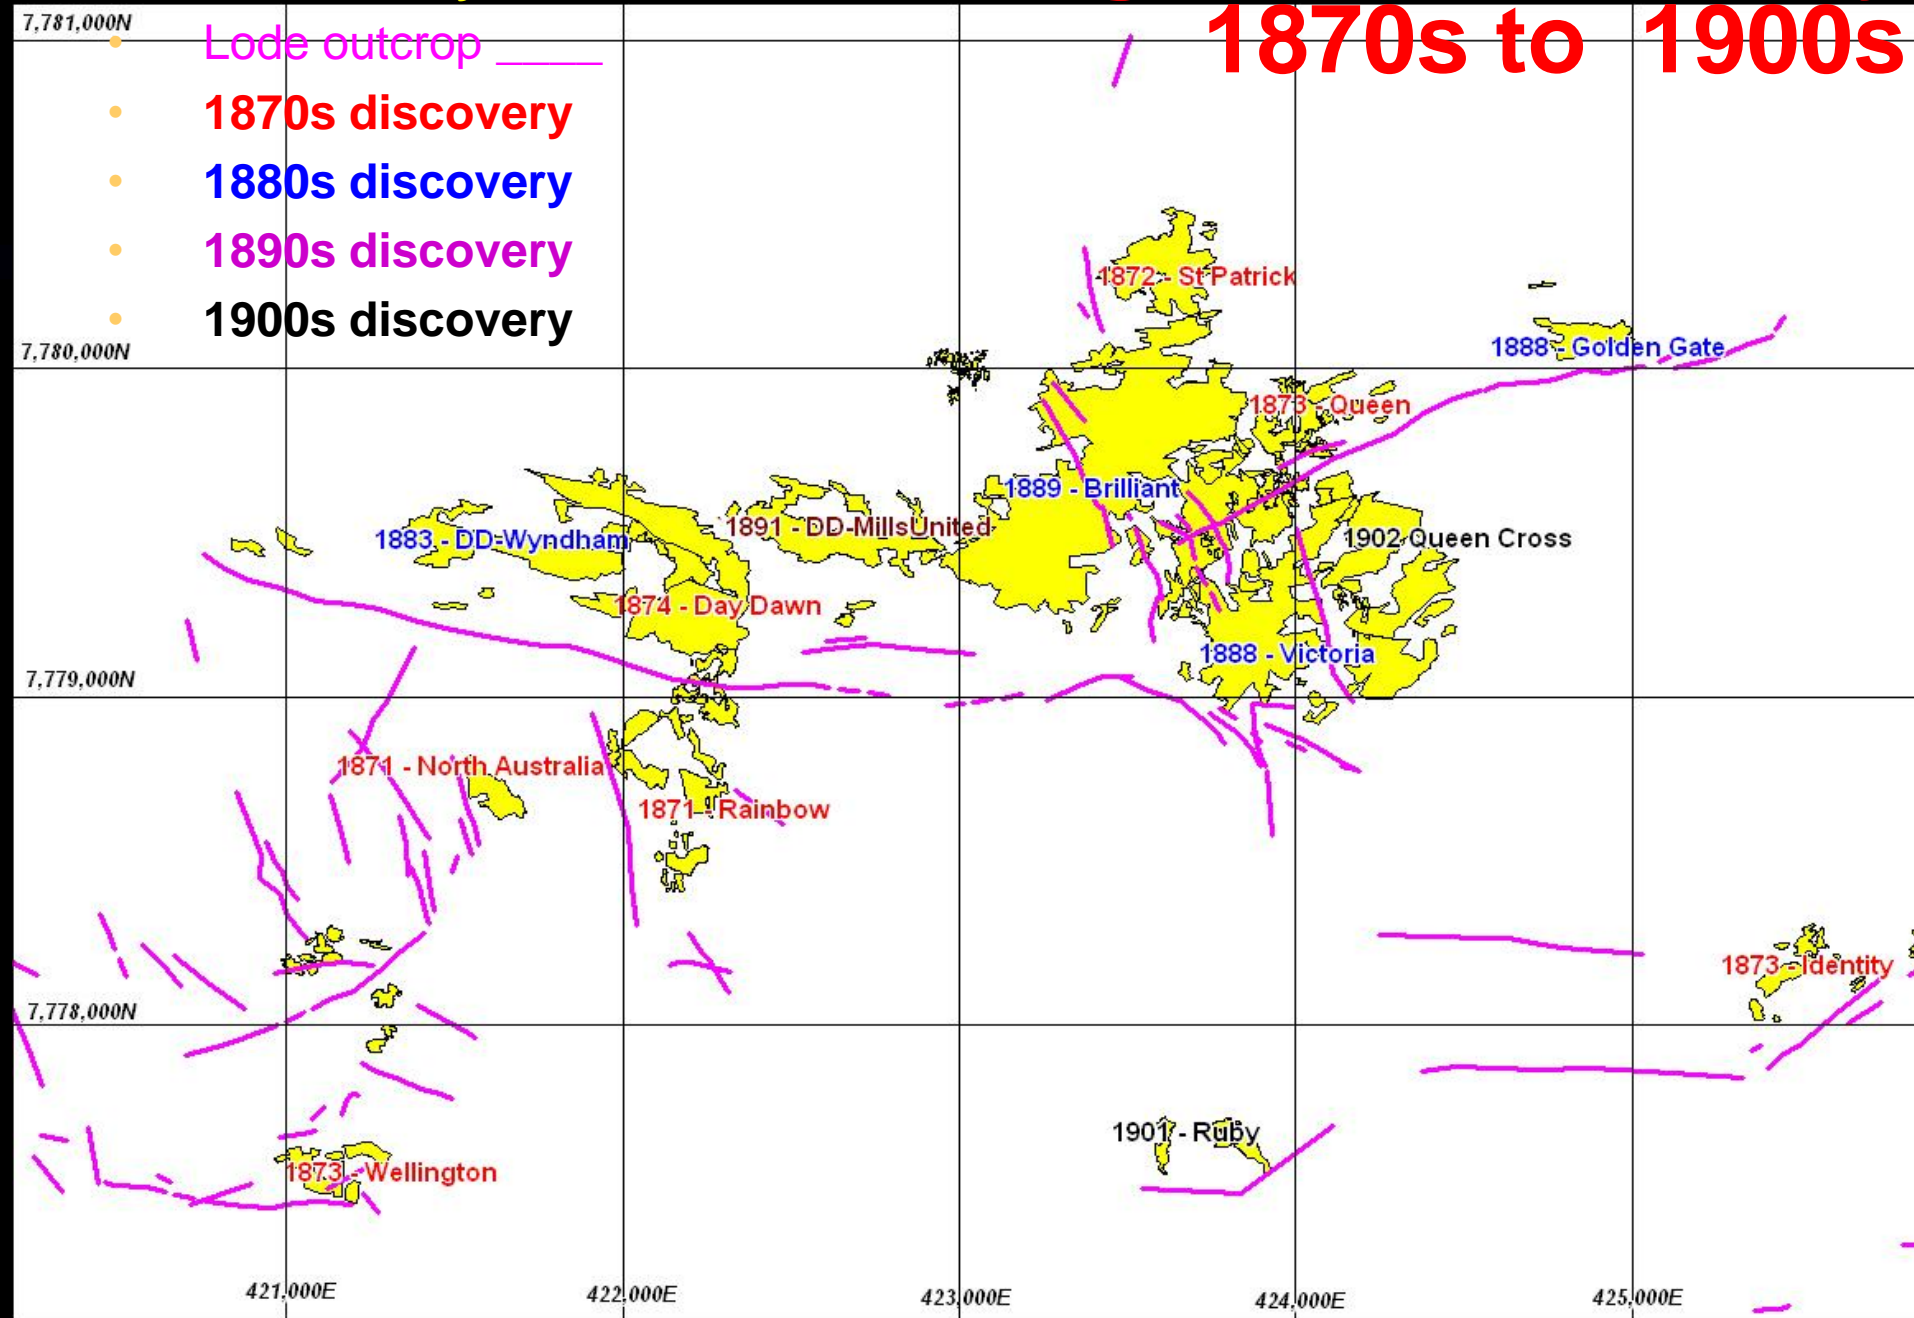 1870s to 1900s
7,781,000N
• Lode outcrop ____
• 1870s discovery
• 1880s discovery
• 1890s discovery
• 1900s discovery
1872 - St Patrick
7,780,000N
1888 - Golden Gate
1873 - Queen
1889 - Brilliant
1891 - DD-MillsUnited
1883 - DD-Wyndham
1902 Queen Cross
1874 - Day Dawn
1888 - Victoria
7,779,000N
1871 - North Australia
1871 - Rainbow
1873 - Identity
7,778,000N
1901 - Ruby
1873 - Wellington
421,000E
422,000E
423,000E
424,000E
425,000E